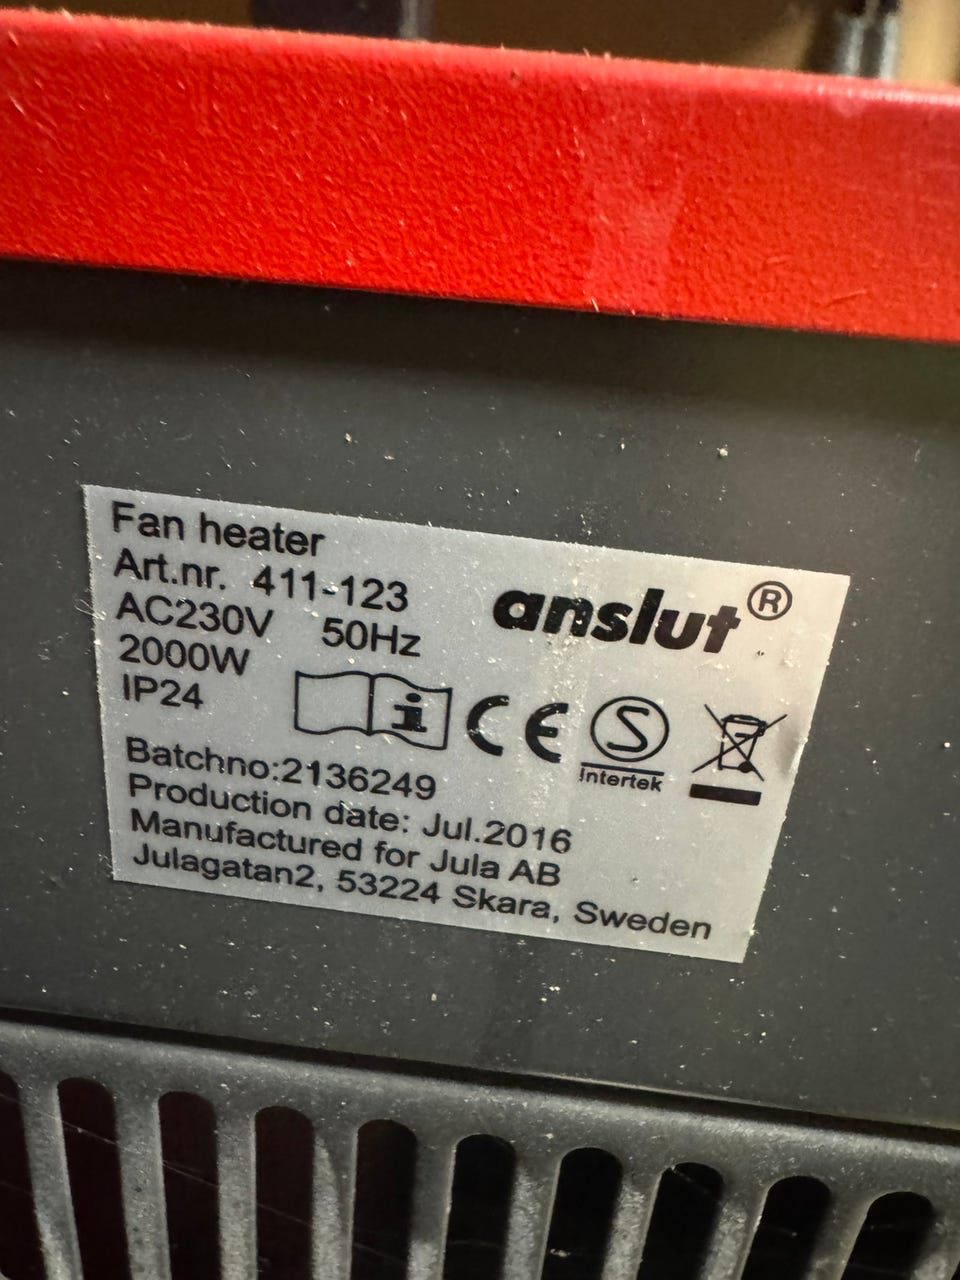 Fan heater
Art.nr. 411-123
anslut®
AC230V 50Hz
2000W
IP24
i
CE
S
Intertek
Batchno:2136249
Production date: Jul.2016
Manufactured for Jula AB
Julagatan2, 53224 Skara, Sweden